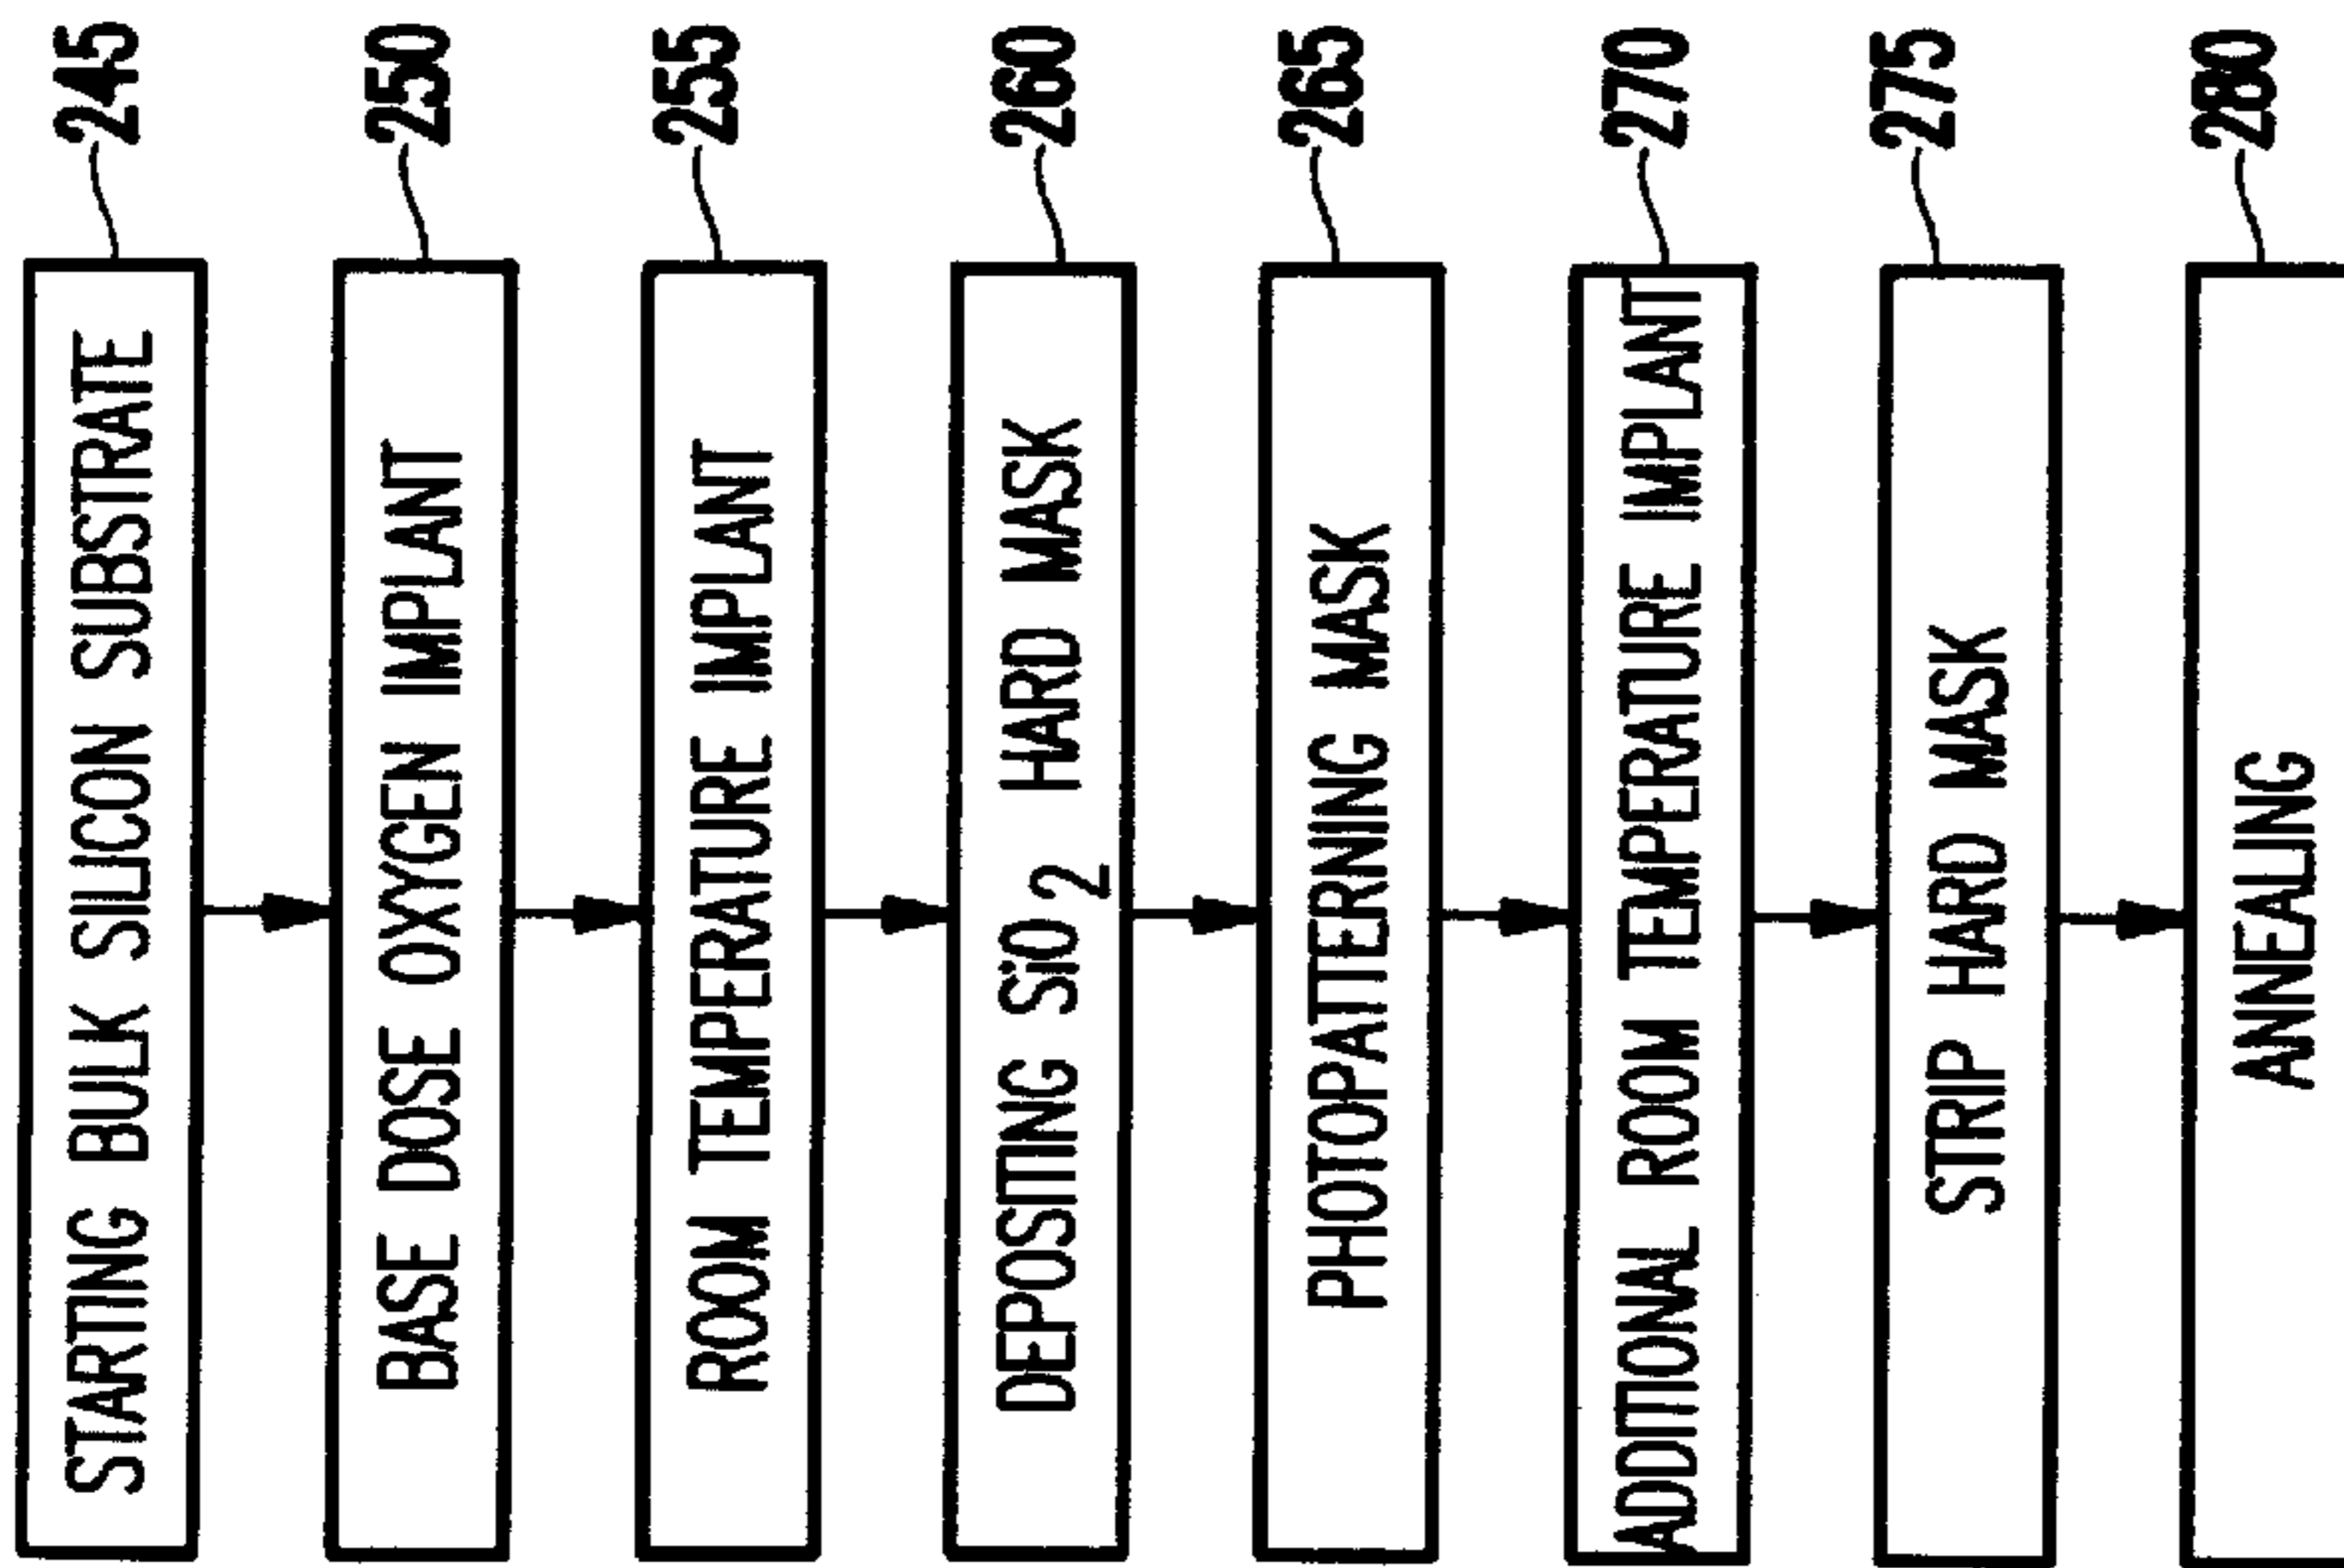 STARTING BULK SILICON SUBSTRATE
245
BASE DOSE OXYGEN IMPLANT
250
ROOM TEMPERATURE IMPLANT
255
DEPOSITING SiO2 HARD MASK
260
PHOTOPATTERNING MASK
265
ADDITIONAL ROOM TEMPERATURE IMPLANT
270
STRIP HARD MASK
275
ANNEALING
280